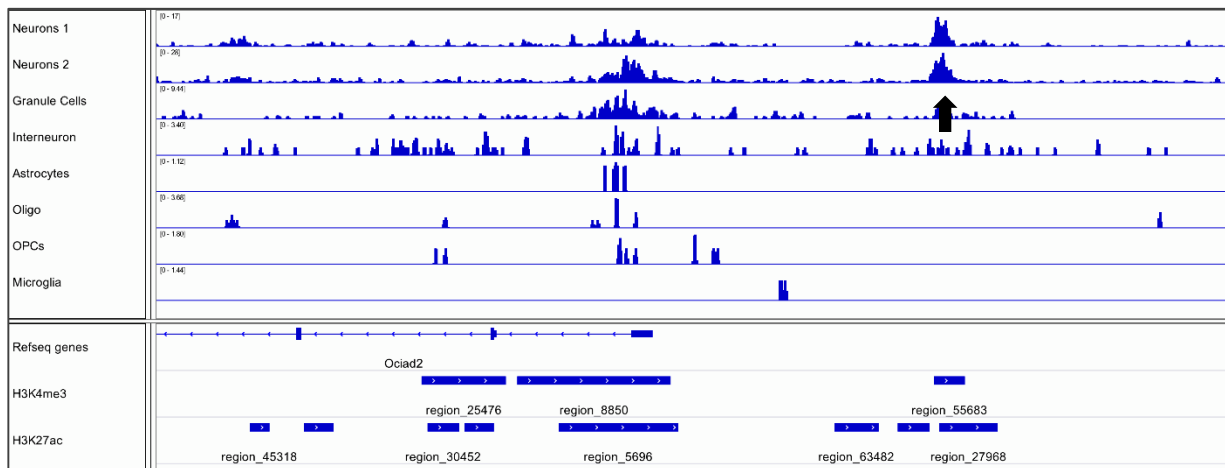 Neurons 1
[0 - 17]
Neurons 2
[0 - 28]
Granule Cells
[0 - 9.44]
Interneuron
[0 - 3.40]
Astrocytes
[0 - 1.12]
Oligo
[0 - 3.68]
OPCs
[0 - 1.80]
Microglia
[0 - 1.44]
Refseq genes
Ociad2
H3K4me3
region_25476 region_8850 region_55683
H3K27ac
region_45318 region_30452 region_5696 region_63482 region_27968